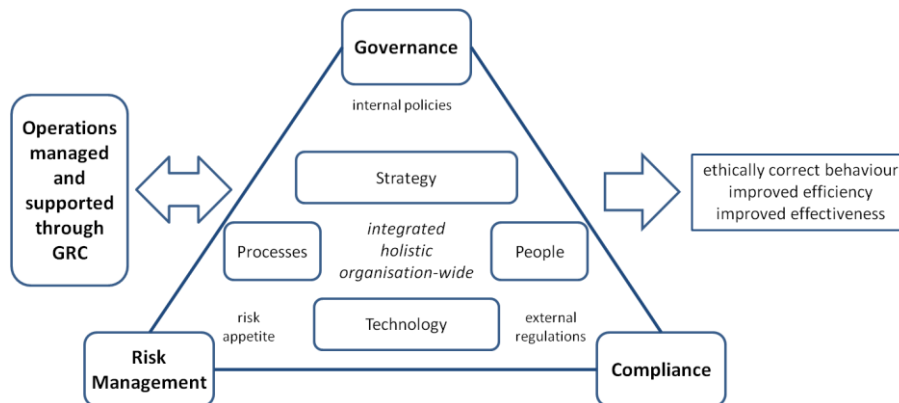 Governance
internal policies
Operations
managed
and
supported
through
GRC
Strategy
ethically correct behaviour
improved efficiency
improved effectiveness
Processes
integrated
holistic
organisation-wide
People
risk
appetite
Technology
external
regulations
Risk
Management
Compliance